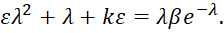 ελ² + λ + kε = λβe^{-λ}.